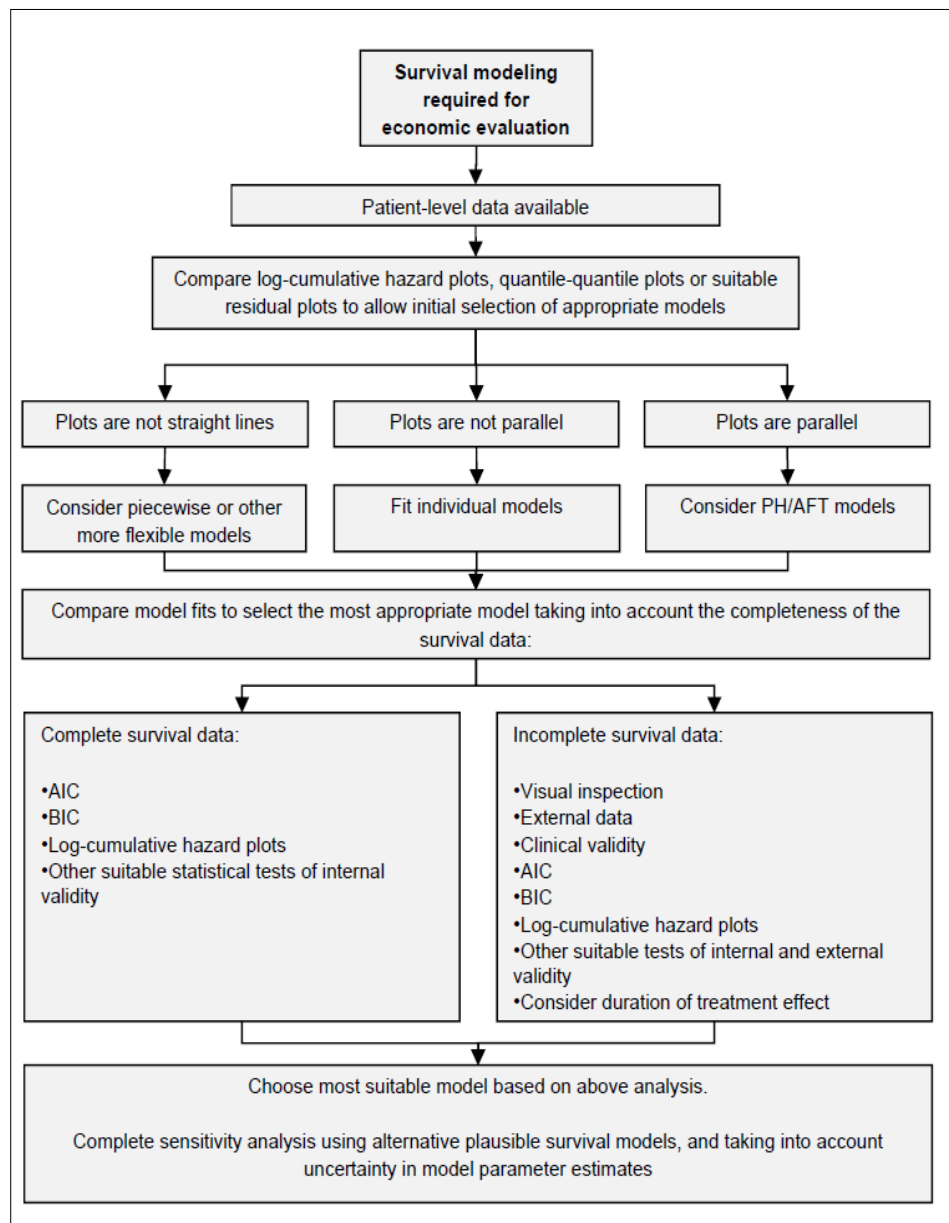 Survival modeling
required for
economic evaluation
Patient-level data available
Compare log-cumulative hazard plots, quantile-quantile plots or suitable
residual plots to allow initial selection of appropriate models
Plots are not straight lines
Plots are not parallel
Plots are parallel
Consider piecewise or other
more flexible models
Fit individual models
Consider PH/AFT models
Compare model fits to select the most appropriate model taking into account the completeness of the
survival data:
Complete survival data:
•AIC
•BIC
•Log-cumulative hazard plots
•Other suitable statistical tests of internal
validity
Incomplete survival data:
•Visual inspection
•External data
•Clinical validity
•AIC
•BIC
•Log-cumulative hazard plots
•Other suitable tests of internal and external
validity
•Consider duration of treatment effect
Choose most suitable model based on above analysis.
Complete sensitivity analysis using alternative plausible survival models, and taking into account
uncertainty in model parameter estimates